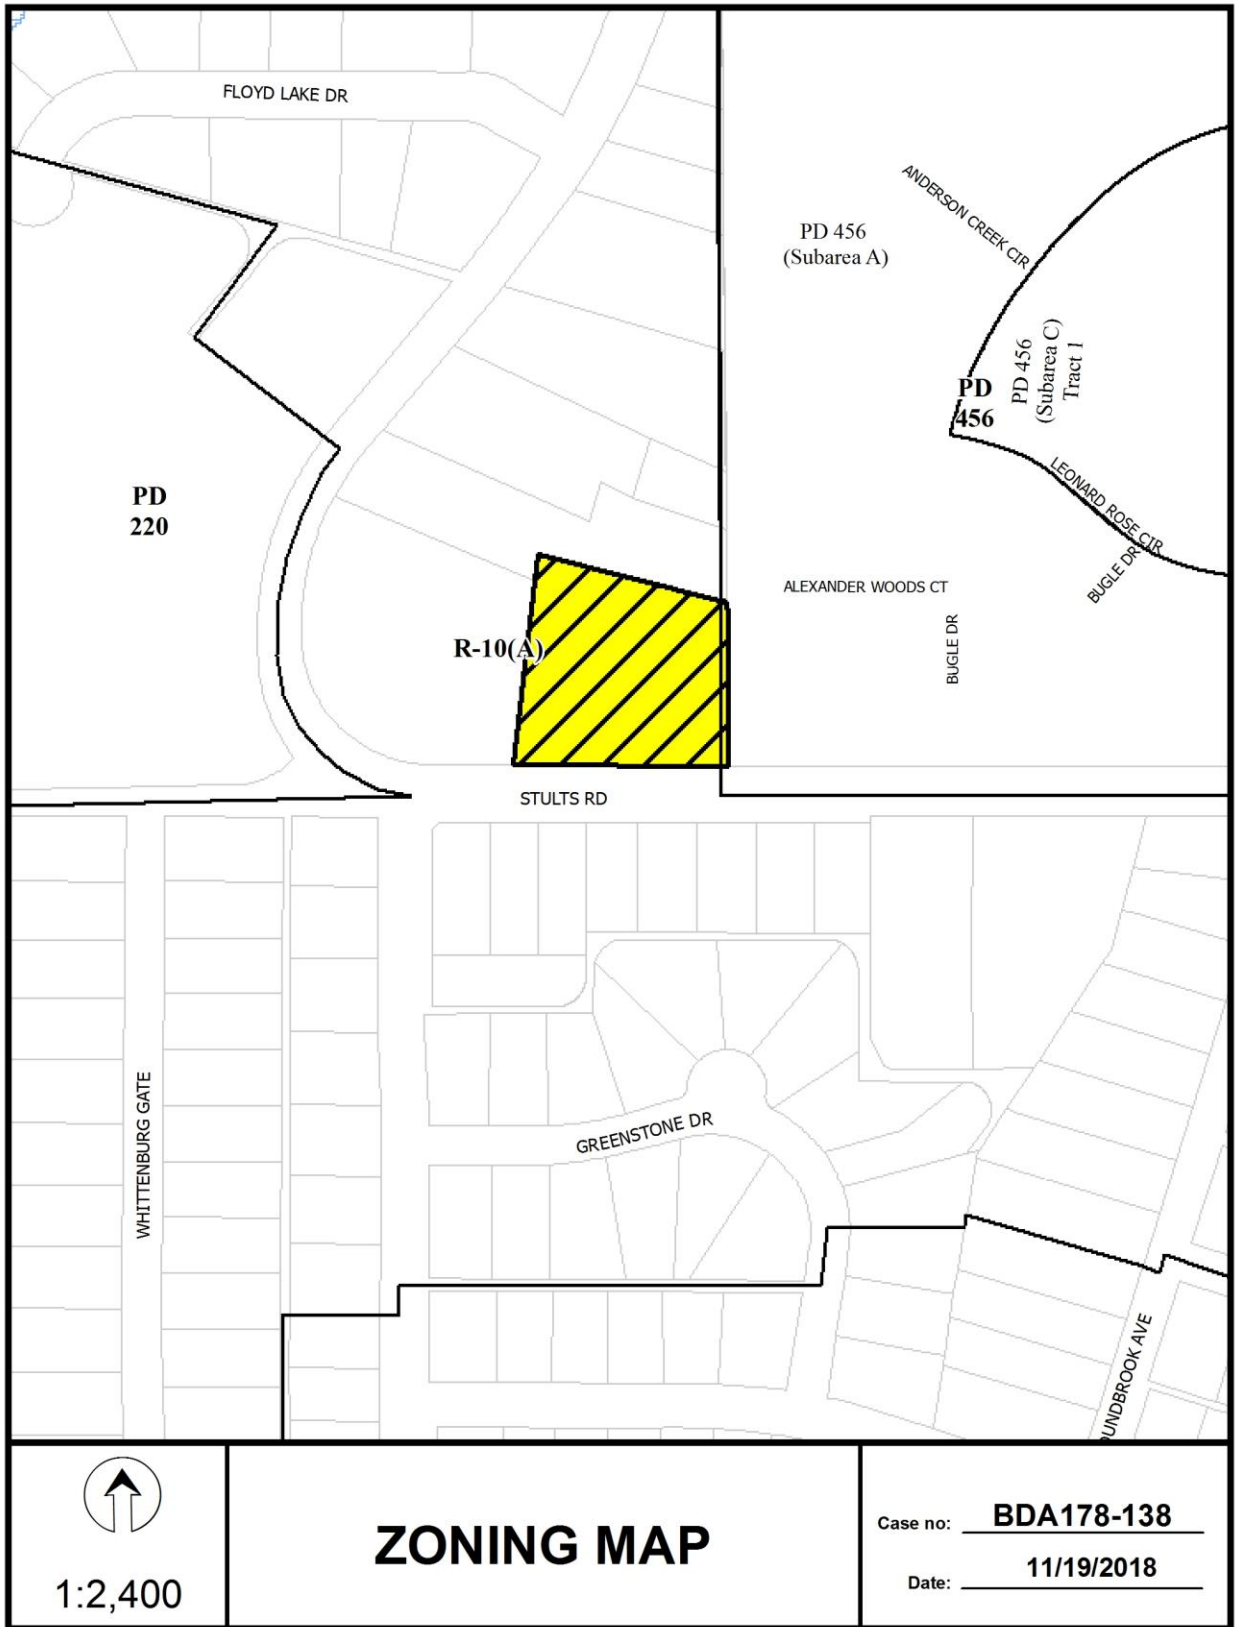 FLOYD LAKE DR
ANDERSON CREEK CIR
PD 456
(Subarea A)
PD 456
(Subarea C)
Tract 1
PD
456
LEONARD ROSE CIR
BUGLE DR
PD
220
ALEXANDER WOODS CT
BUGLE DR
R-10(A)
STULTS RD
WHITTENBURG GATE
GREENSTONE DR
OUNDBROOK AVE
1:2,400
ZONING MAP
Case no: BDA178-138
Date: 11/19/2018